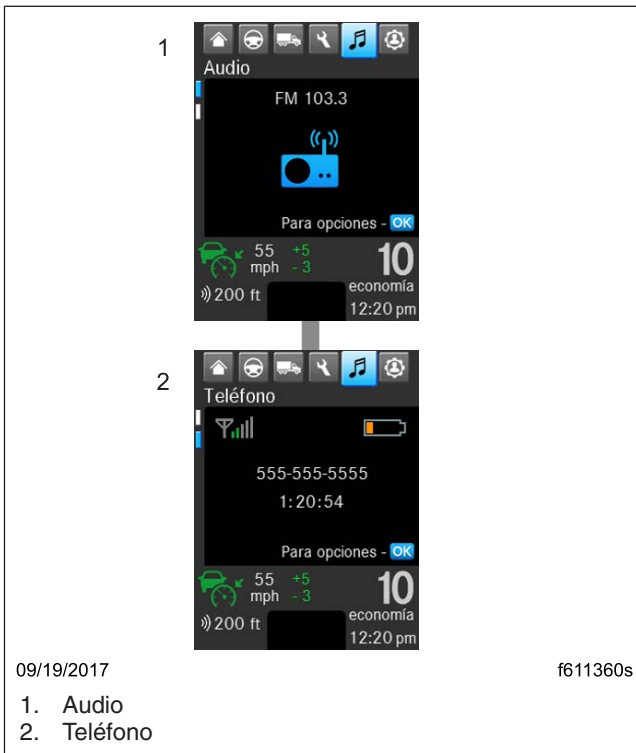 1
Audio
FM 103.3
Para opciones - OK
55 +5
mph - 3
10
economía
200 ft
12:20 pm
2
Teléfono
555-555-5555
1:20:54
Para opciones - OK
55 +5
mph - 3
10
economía
200 ft
12:20 pm
09/19/2017 f611360s
1. Audio
2. Teléfono